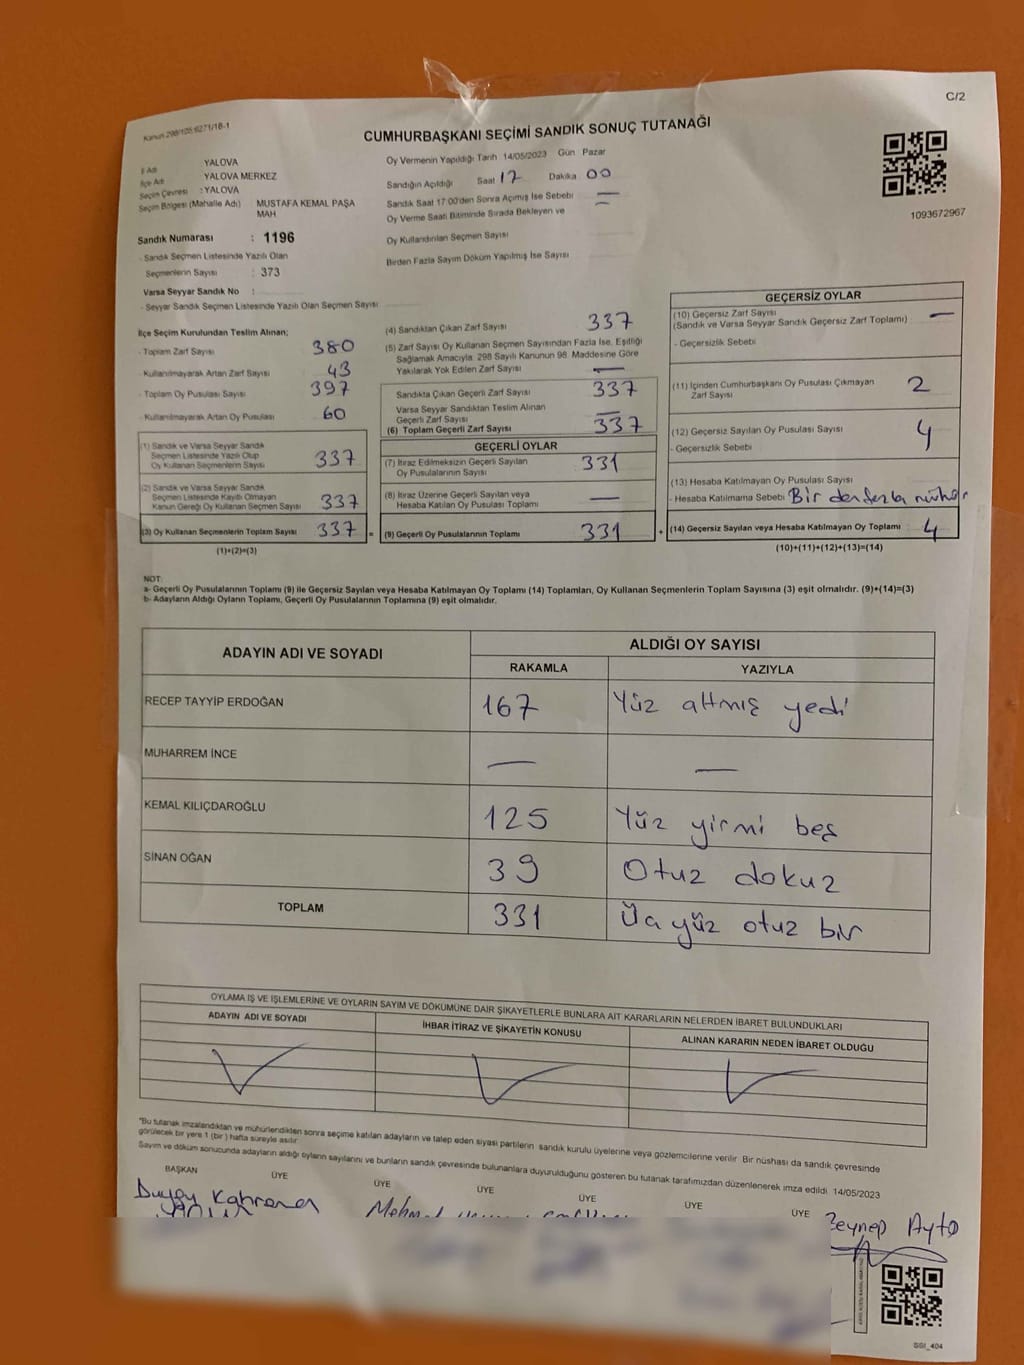 C/2
Kanun 298/105;6271/18-1
CUMHURBAŞKANI SEÇİMİ SANDIK SONUÇ TUTANAĞI
1093672967
İl Adı YALOVA
İlçe Adı YALOVA MERKEZ
Seçim Çevresi : YALOVA
Seçim Bölgesi (Mahalle Adı) MUSTAFA KEMAL PAŞA
MAH
Sandık Numarası : 1196
- Sandık Seçmen Listesinde Yazılı Olan
Seçmenlerin Sayısı : 373
Varsa Seyyar Sandık No :
- Seyyar Sandık Seçmen Listesinde Yazılı Olan Seçmen Sayısı
Oy Vermenin Yapıldığı Tarih 14/05/2023 Gün Pazar
Sandığın Açıldığı Saat 17 Dakika 00
Sandık Saat 17:00'den Sonra Açılmış İse Sebebi —
Oy Verme Saati Bitiminde Sırada Bekleyen ve —
Oy Kullandırılan Seçmen Sayısı
Birden Fazla Sayım Döküm Yapılmış İse Sayısı
İlçe Seçim Kurulundan Teslim Alınan;
- Toplam Zarf Sayısı 380
- Kullanılmayarak Artan Zarf Sayısı 43
- Toplam Oy Pusulası Sayısı 397
- Kullanılmayarak Artan Oy Pusulası 60
(1) Sandık ve Varsa Seyyar Sandık
Seçmen Listesinde Yazılı Olup
Oy Kullanan Seçmenlerin Sayısı 337
(2) Sandık ve Varsa Seyyar Sandık
Seçmen Listesinde Kayıtlı Olmayan
Kanun Gereği Oy Kullanan Seçmen Sayısı 337
(3) Oy Kullanan Seçmenlerin Toplam Sayısı 337 =
(1)+(2)=(3)
(4) Sandıktan Çıkan Zarf Sayısı 337
(5) Zarf Sayısı Oy Kullanan Seçmen Sayısından Fazla İse, Eşitliği
Sağlamak Amacıyla 298 Sayılı Kanunun 98. Maddesine Göre
Yakılarak Yok Edilen Zarf Sayısı —
Sandıkta Çıkan Geçerli Zarf Sayısı 337
Varsa Seyyar Sandıktan Teslim Alınan
Geçerli Zarf Sayısı —
(6) Toplam Geçerli Zarf Sayısı 337
GEÇERLİ OYLAR
(7) İtiraz Edilmeksizin Geçerli Sayılan
Oy Pusulalarının Sayısı 331
(8) İtiraz Üzerine Geçerli Sayılan veya
Hesaba Katılan Oy Pusulası Toplamı —
(9) Geçerli Oy Pusulalarının Toplamı 331 +
GEÇERSİZ OYLAR
(10) Geçersiz Zarf Sayısı —
(Sandık ve Varsa Seyyar Sandık Geçersiz Zarf Toplamı)
- Geçersizlik Sebebi
(11) İçinden Cumhurbaşkanı Oy Pusulası Çıkmayan
Zarf Sayısı 2
(12) Geçersiz Sayılan Oy Pusulası Sayısı 4
- Geçersizlik Sebebi
(13) Hesaba Katılmayan Oy Pusulası Sayısı
- Hesaba Katılmama Sebebi Bir den fazla mühür
(14) Geçersiz Sayılan veya Hesaba Katılmayan Oy Toplamı 4
(10)+(11)+(12)+(13)=(14)
NOT:
a- Geçerli Oy Pusulalarının Toplamı (9) ile Geçersiz Sayılan veya Hesaba Katılmayan Oy Toplamı (14) Toplamları, Oy Kullanan Seçmenlerin Toplam Sayısına (3) eşit olmalıdır. (9)+(14)=(3)
b- Adayların Aldığı Oyların Toplamı, Geçerli Oy Pusulalarının Toplamına (9) eşit olmalıdır.
ADAYIN ADI VE SOYADI ALDIĞI OY SAYISI
RAKAMLA YAZIYLA
RECEP TAYYİP ERDOĞAN 167 Yüz altmış yedi
MUHARREM İNCE — —
KEMAL KILIÇDAROĞLU 125 Yüz yirmi beş
SİNAN OĞAN 39 Otuz dokuz
TOPLAM 331 Üç yüz otuz bir
OYLAMA İŞ VE İŞLEMLERİNE VE OYLARIN SAYIM VE DÖKÜMÜNE DAİR ŞİKAYETLERLE BUNLARA AİT KARARLARIN NELERDEN İBARET BULUNDUKLARI
ADAYIN ADI VE SOYADI İHBAR İTİRAZ VE ŞİKAYETİN KONUSU ALINAN KARARIN NEDEN İBARET OLDUĞU
"Bu tutanak imzalandıktan ve mühürlendikten sonra seçime katılan adayların ve talep eden siyasi partilerin sandık kurulu üyelerine veya gözlemcilerine verilir. Bir nüshası da sandık çevresinde
görülecek bir yere 1 (bir) hafta süreyle asılır.
Sayım ve döküm sonucunda adayların aldığı oyların sayılarını ve bunların sandık çevresinde bulunanlara duyurulduğunu gösteren bu tutanak tarafımızdan düzenlenerek imza edildi. 14/05/2023
BAŞKAN ÜYE ÜYE ÜYE ÜYE ÜYE ÜYE
Zeynep
SGI_404